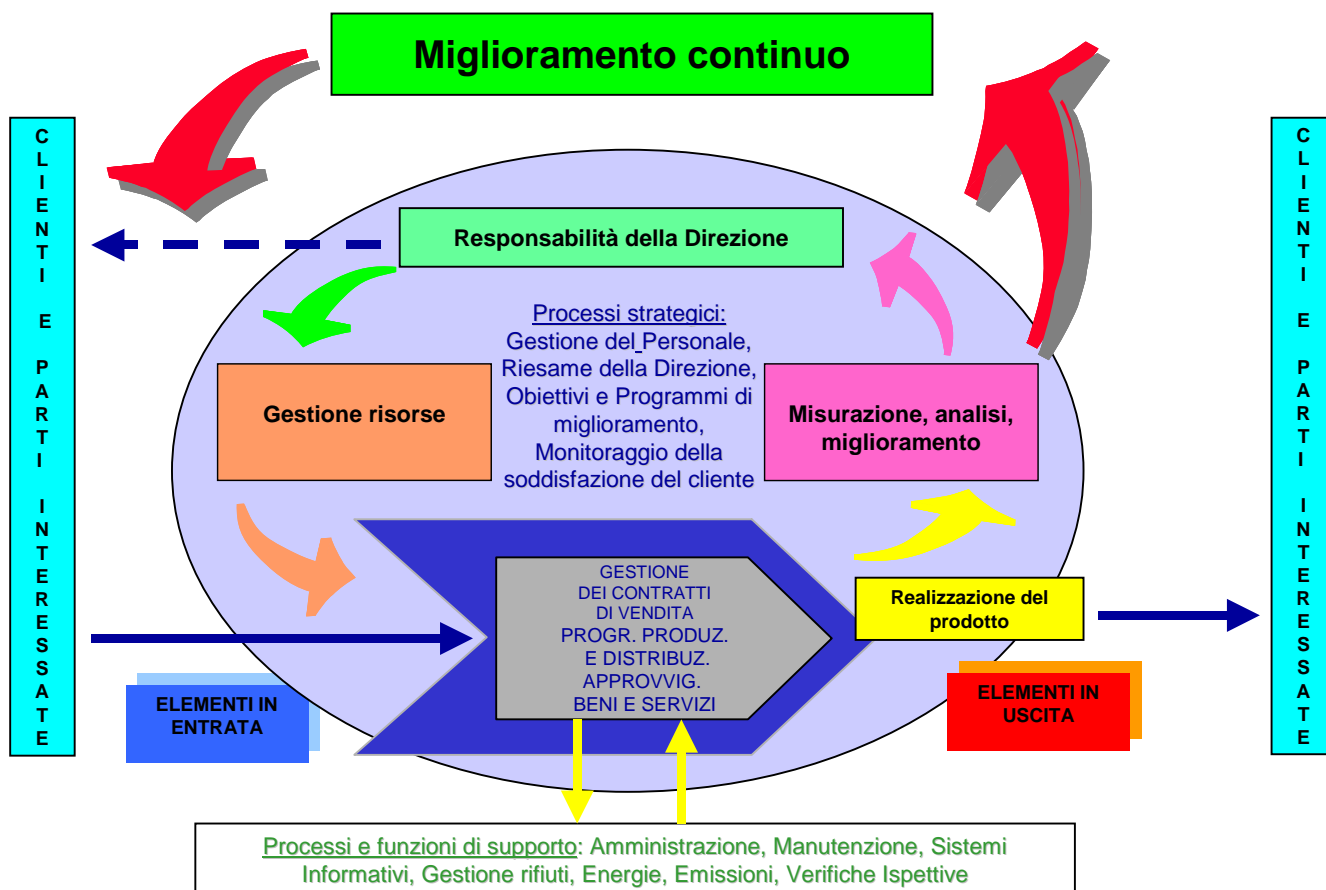 Miglioramento continuo
CLIENTI E PARTI INTERESSATE
CLIENTI E PARTI INTERESSATE
Responsabilità della Direzione
Processi strategici:
Gestione del Personale,
Riesame della Direzione,
Obiettivi e Programmi di
miglioramento,
Monitoraggio della
soddisfazione del cliente
Gestione risorse
Misurazione, analisi,
miglioramento
GESTIONE
DEI CONTRATTI
DI VENDITA
PROGR. PRODUZ.
E DISTRIBUZ.
APPROVVIG.
BENI E SERVIZI
Realizzazione del
prodotto
ELEMENTI IN
ENTRATA
ELEMENTI IN
USCITA
Processi e funzioni di supporto: Amministrazione, Manutenzione, Sistemi
Informativi, Gestione rifiuti, Energie, Emissioni, Verifiche Ispettive